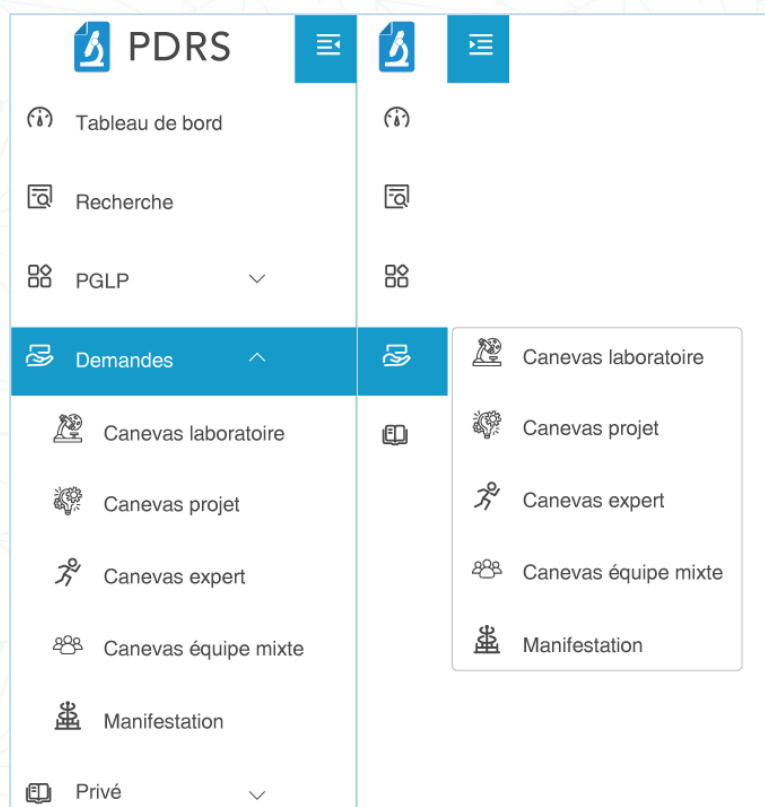 PDRS
Tableau de bord
Recherche
PGLP
Demandes
Canevas laboratoire
Canevas projet
Canevas expert
Canevas équipe mixte
Manifestation
Privé
Canevas laboratoire
Canevas projet
Canevas expert
Canevas équipe mixte
Manifestation